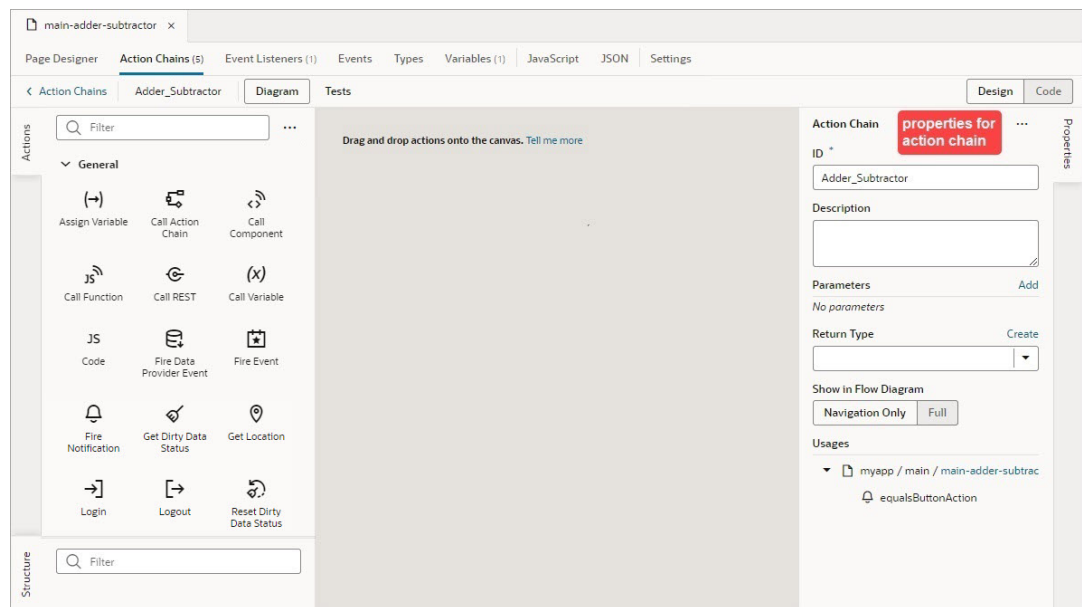 main-adder-subtractor ×
Page Designer Action Chains (5) Event Listeners (1) Events Types Variables (1) JavaScript JSON Settings
Action Chains Adder_Subtractor Diagram Tests Design Code
Actions
Filter
General
(→)
Assign Variable
Call Action
Chain
Call
Component
JS
Call Function
Call REST
(x)
Call Variable
JS
Code
Fire Data
Provider Event
Fire Event
Fire
Notification
Get Dirty Data
Status
Get Location
Login
Logout
Reset Dirty
Data Status
Structure
Filter
Drag and drop actions onto the canvas. Tell me more
Action Chain
properties for
action chain
Properties
ID *
Adder_Subtractor
Description
Parameters Add
No parameters
Return Type Create
Show in Flow Diagram
Navigation Only Full
Usages
myapp / main / main-adder-subtrac
equalsButtonAction